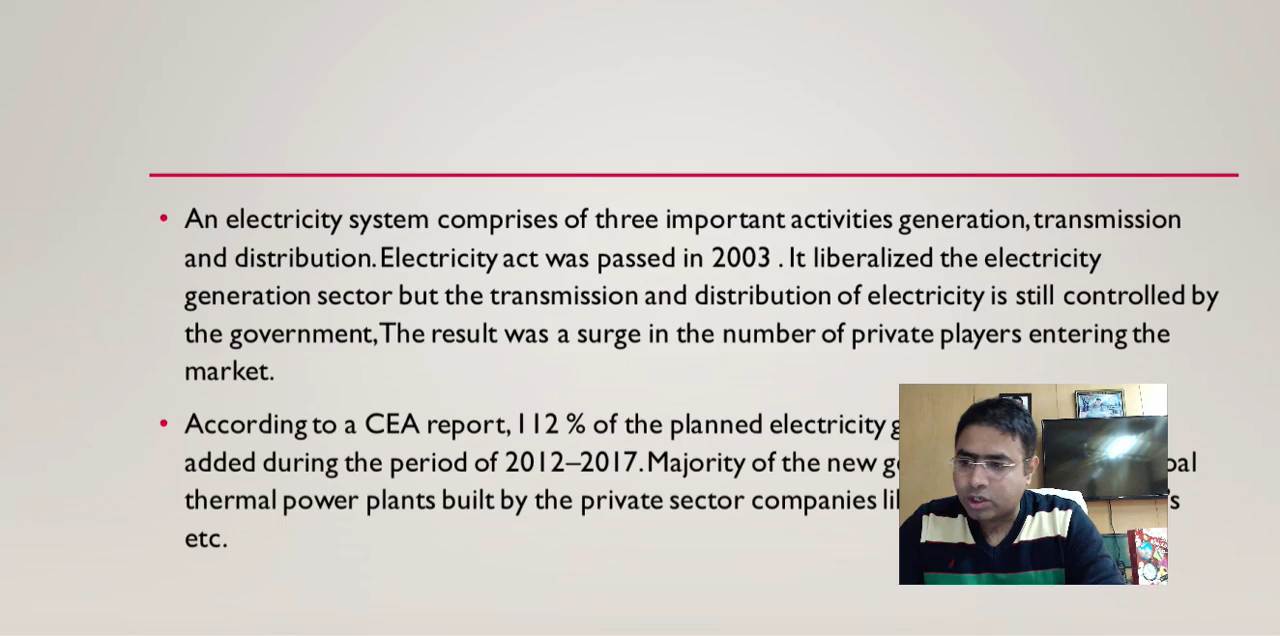 • An electricity system comprises of three important activities generation, transmission
and distribution. Electricity act was passed in 2003 . It liberalized the electricity
generation sector but the transmission and distribution of electricity is still controlled by
the government, The result was a surge in the number of private players entering the
market.
• According to a CEA report, 112 % of the planned electricity
added during the period of 2012–2017. Majority of the new
thermal power plants built by the private sector companies
etc.